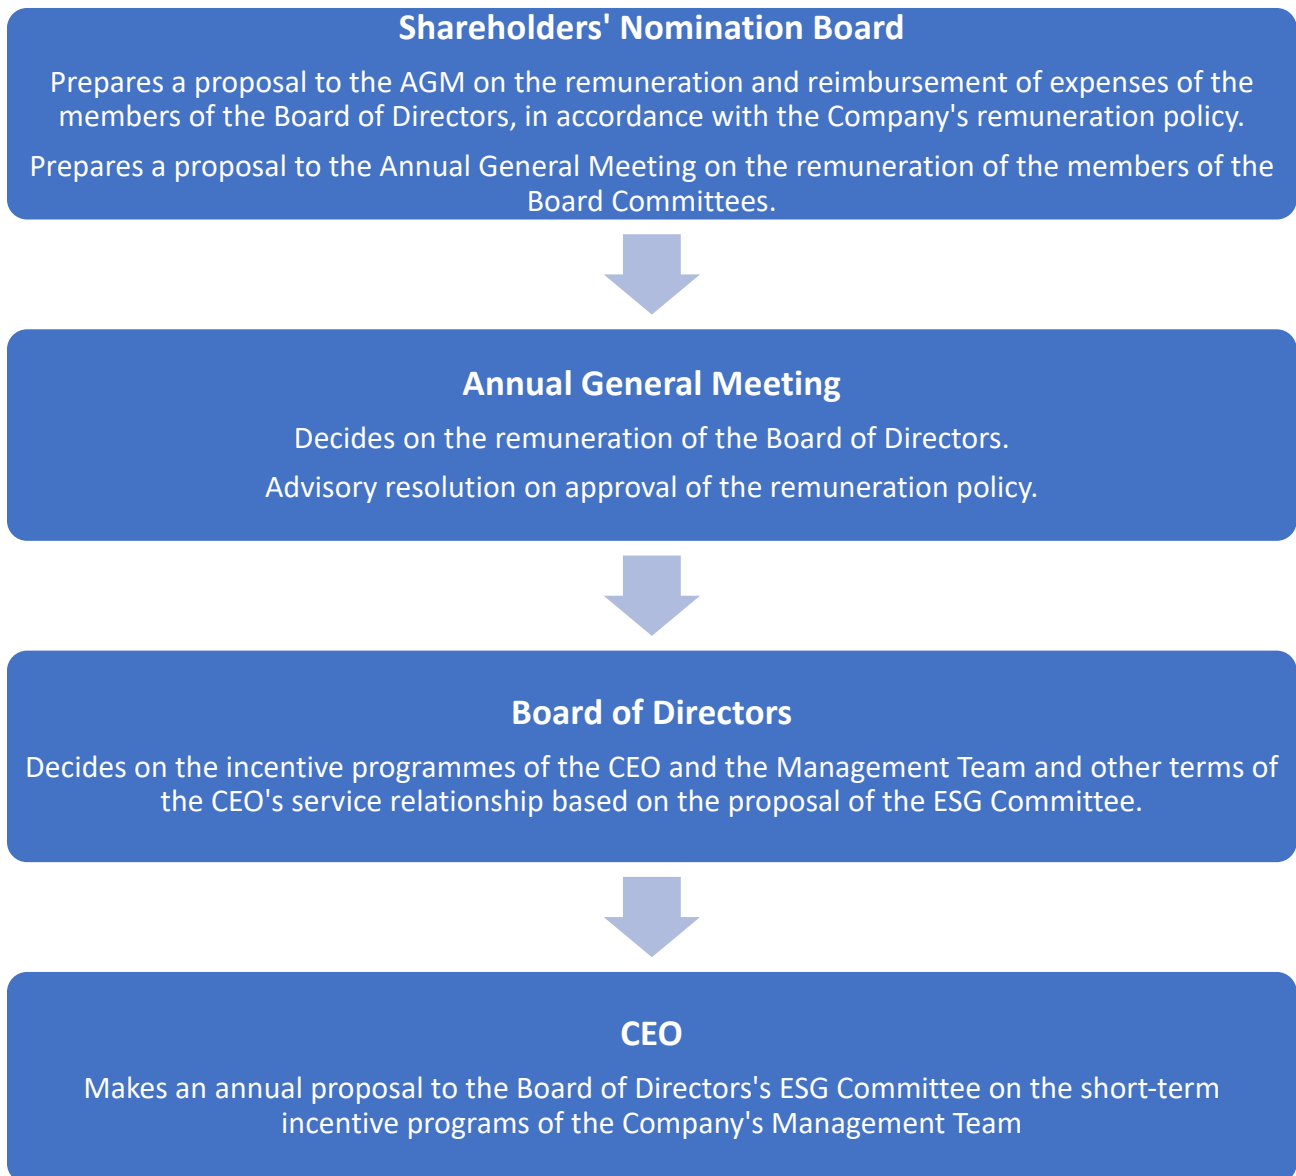 Shareholders' Nomination Board
Prepares a proposal to the AGM on the remuneration and reimbursement of expenses of the
members of the Board of Directors, in accordance with the Company's remuneration policy.
Prepares a proposal to the Annual General Meeting on the remuneration of the members of the
Board Committees.
Annual General Meeting
Decides on the remuneration of the Board of Directors.
Advisory resolution on approval of the remuneration policy.
Board of Directors
Decides on the incentive programmes of the CEO and the Management Team and other terms of
the CEO's service relationship based on the proposal of the ESG Committee.
CEO
Makes an annual proposal to the Board of Directors's ESG Committee on the short-term
incentive programs of the Company's Management Team